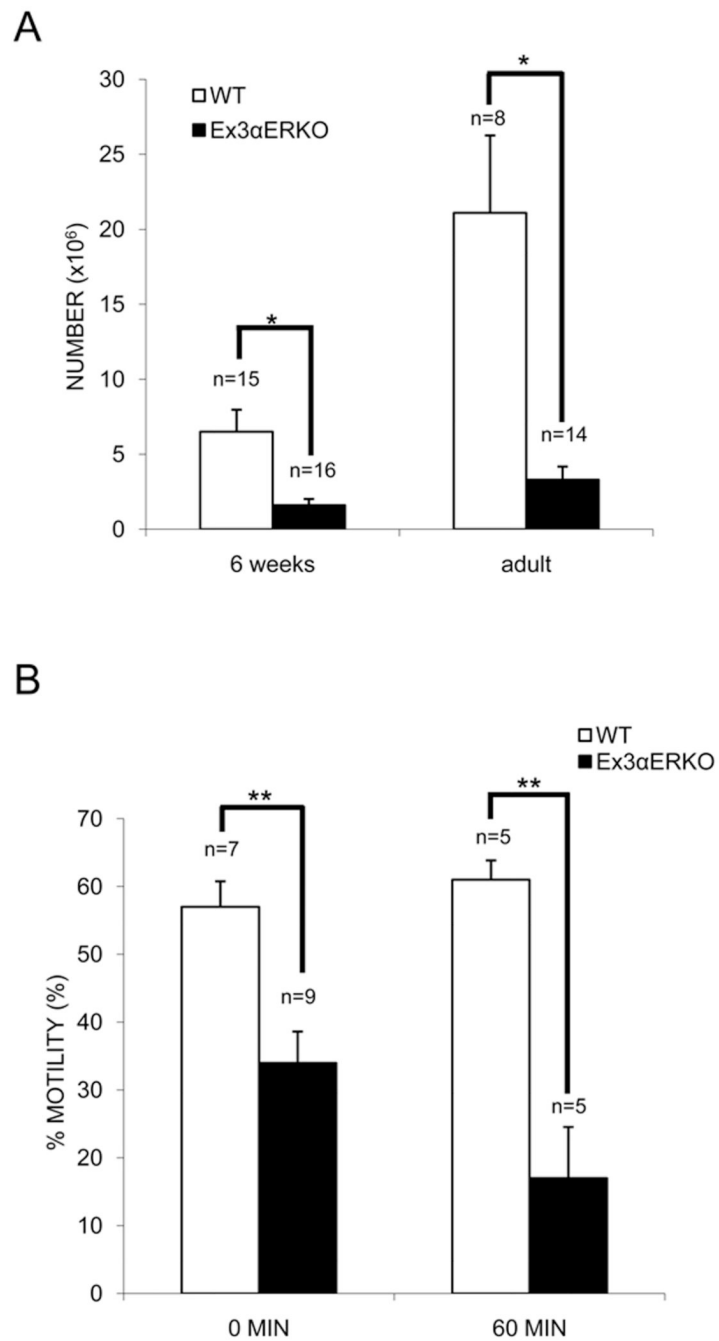 A
30
25
20
15
10
5
0
NUMBER (x10⁶)
WT
Ex3αERKO
*
n=15
n=16
*
n=8
n=14
6 weeks
adult
B
WT
Ex3αERKO
70
60
50
40
30
20
10
0
% MOTILITY (%)
**
n=7
n=9
**
n=5
n=5
0 MIN
60 MIN